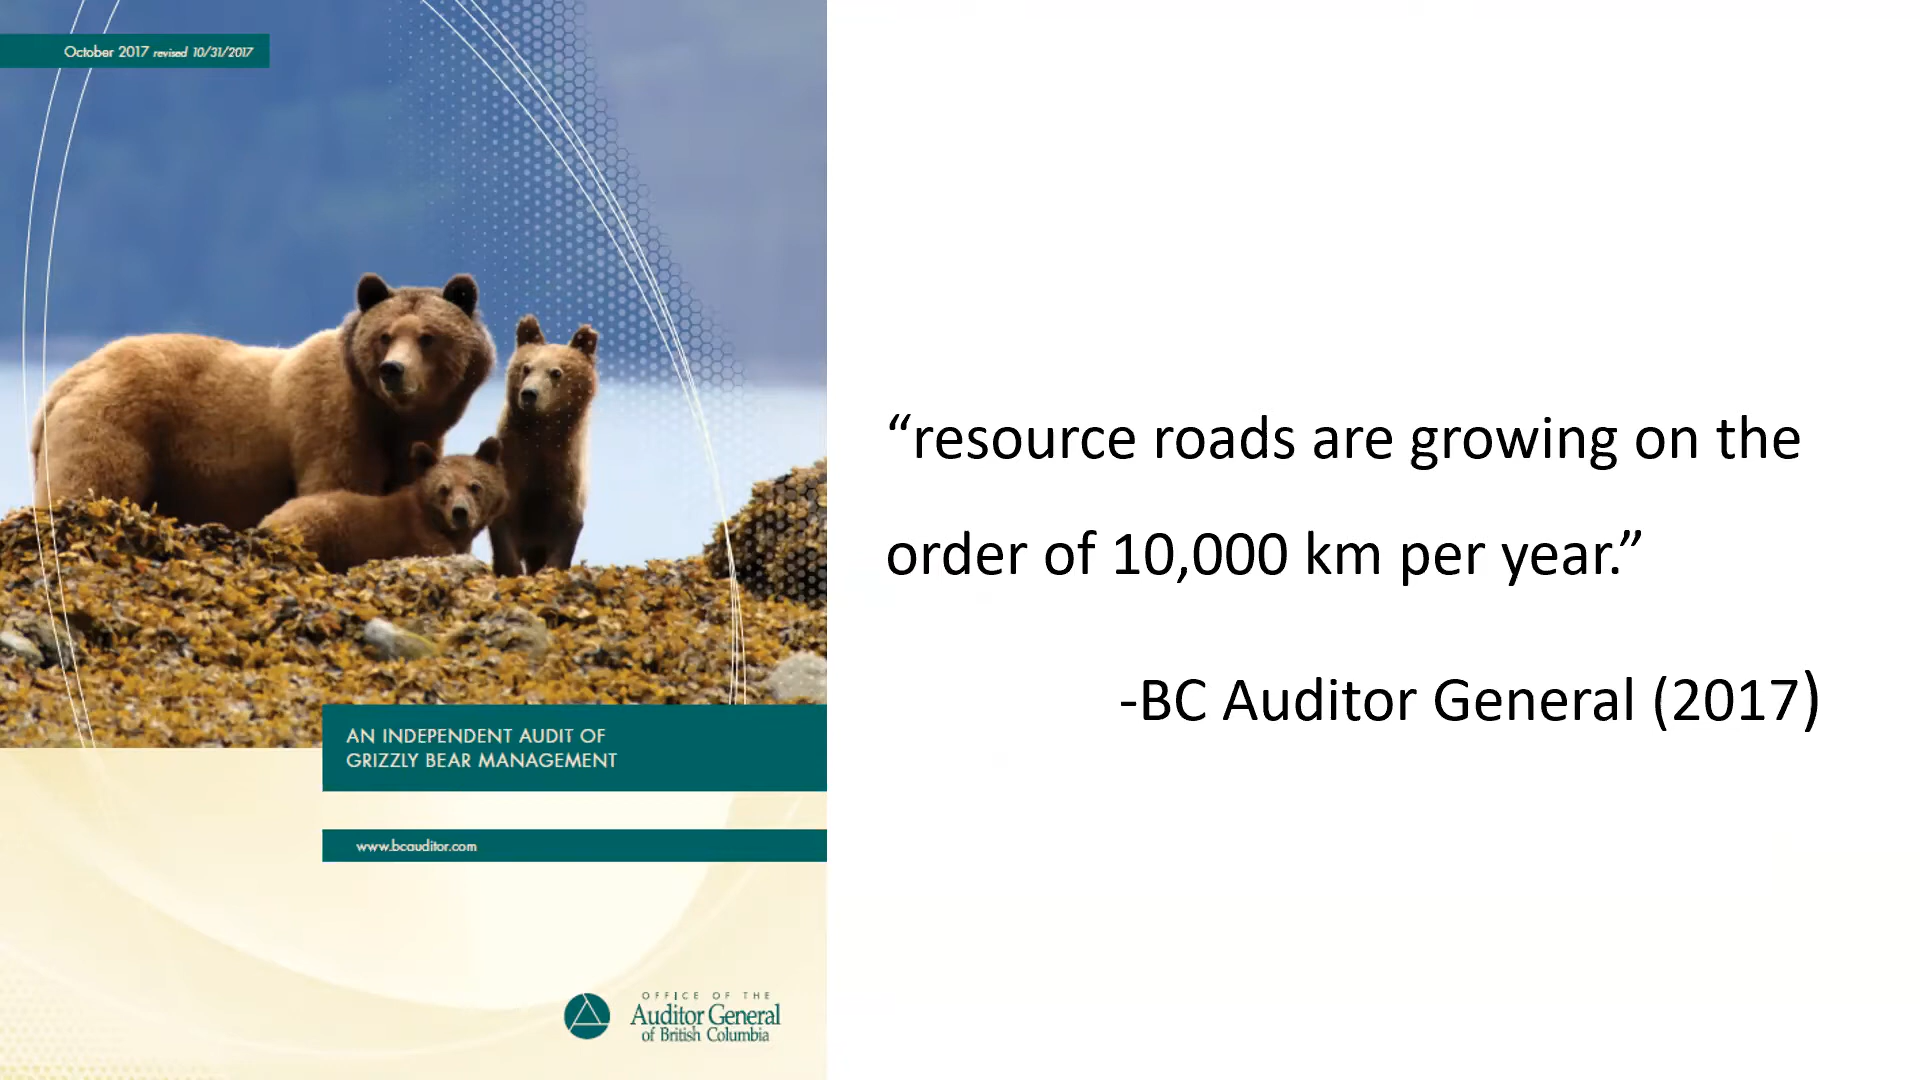 October 2017 revised 10/31/2017
AN INDEPENDENT AUDIT OF
GRIZZLY BEAR MANAGEMENT
www.bcauditor.com
OFFICE OF THE
Auditor General
of British Columbia
“resource roads are growing on the
order of 10,000 km per year.”
-BC Auditor General (2017)